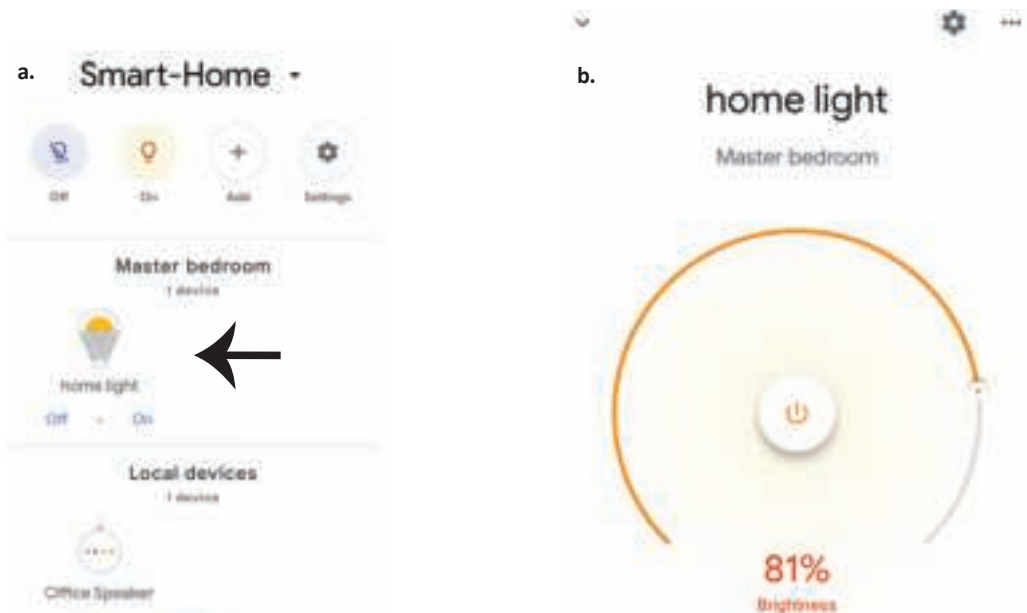 a.
Smart-Home
Off
On
Add
Settings
Master bedroom
1 device
home light
Off
On
Local devices
1 device
Office Speaker
b.
home light
Master bedroom
81%
Brightness